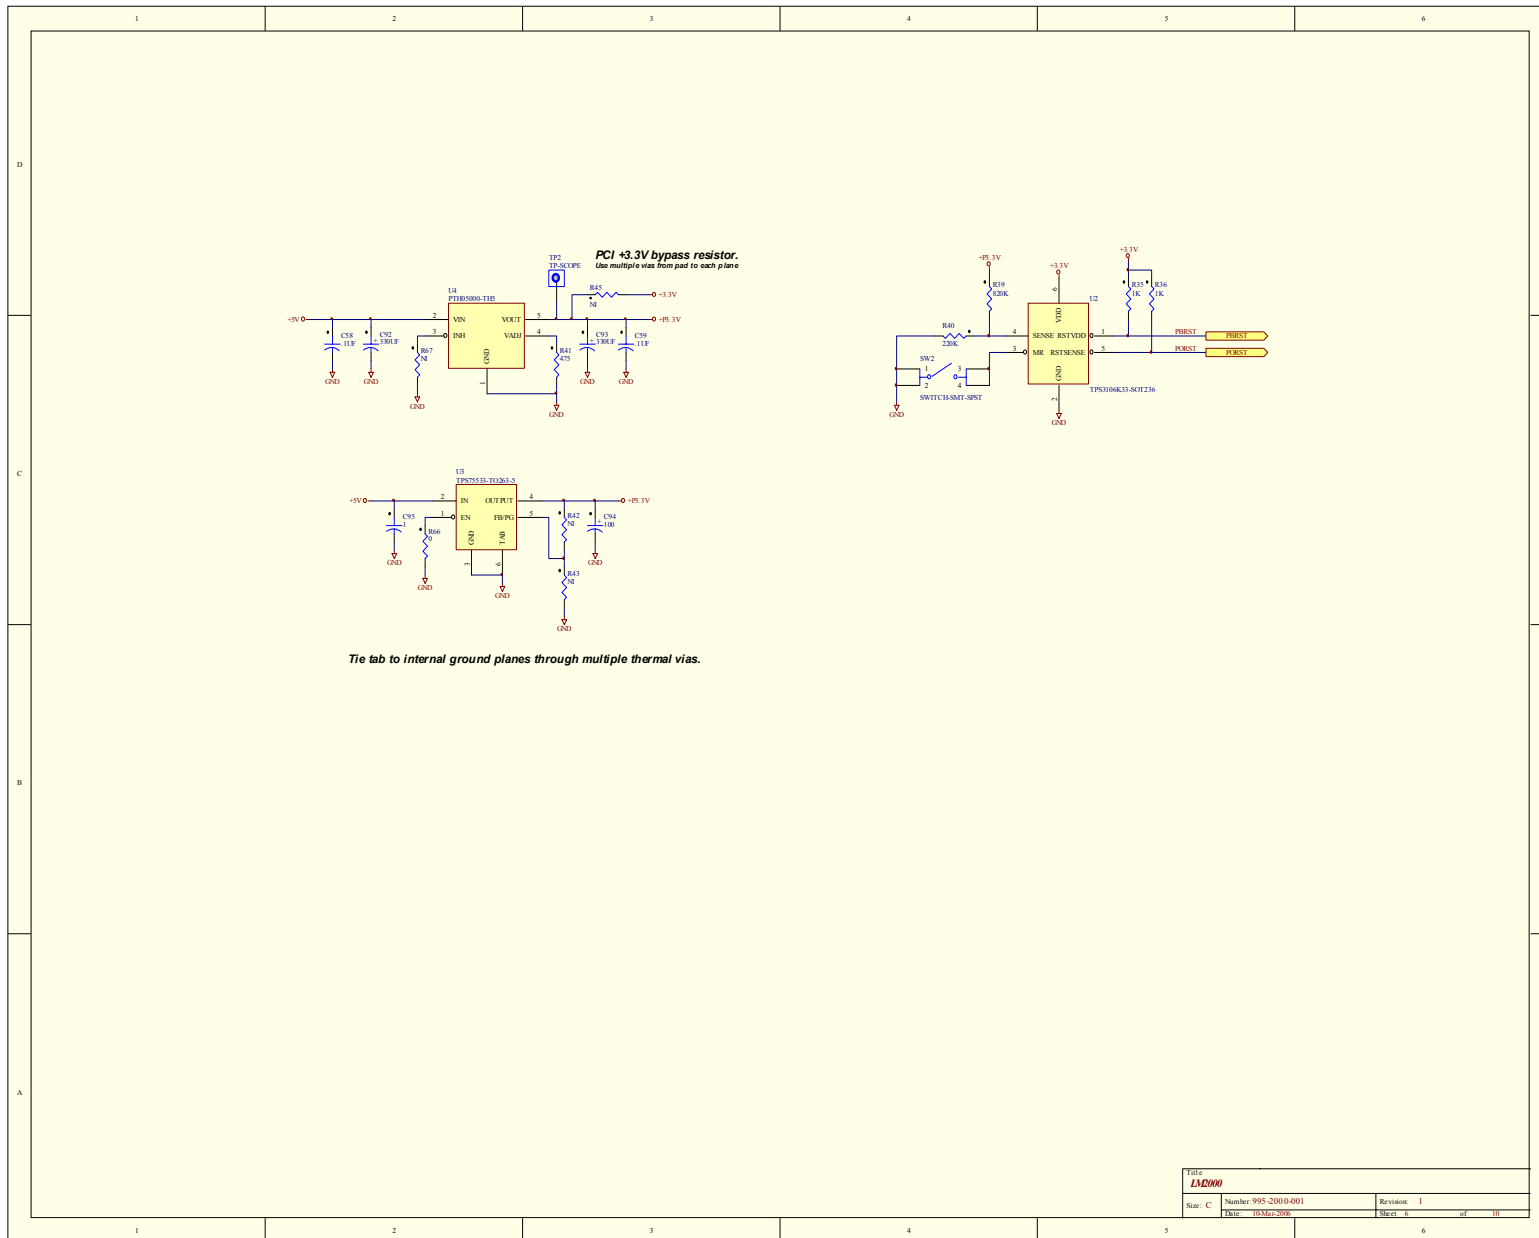 1 2 3 4 5 6
D
C
B
A
PCI +3.3V bypass resistor.
Use multiple vias from pad to each plane
TP2
TP-SCOPE
U4
PTH05000-TH5
R45
NI
+3.3V
+5V
2 VIN VOUT 5
+P3.3V
3 INH VADJ 4
GND
1
C58
.1UF
C92
+ 330UF
R67
NI
R41
475
C93
+ 330UF
C59
.1UF
GND
GND
GND
GND
GND
GND
U3
TPS75533-TO263-5
+5V
2 IN OUTPUT 4
+P3.3V
1 EN FB/PG 5
GND TAB
3 6
C95
1
R66
0
R42
NI
C94
+ 100
R43
NI
GND
GND
GND
GND
GND
Tie tab to internal ground planes through multiple thermal vias.
+P3.3V
+3.3V
+3.3V
R39
820K
R35
1K
R36
1K
U2
6
VDD
R40
220K
4 SENSE RSTVDD 1
3 MR RSTSENSE 5
GND
2
PBRST
PBRST
PORST
PORST
SW2
1 3
2 4
SWITCH-SMT-SPST
TPS3106K33-SOT236
GND
GND
Title
LM2000
Size: C
Number: 995-2000-001
Revision: 1
Date: 10-Mar-2006
Sheet 6 of 10
1 2 3 4 5 6